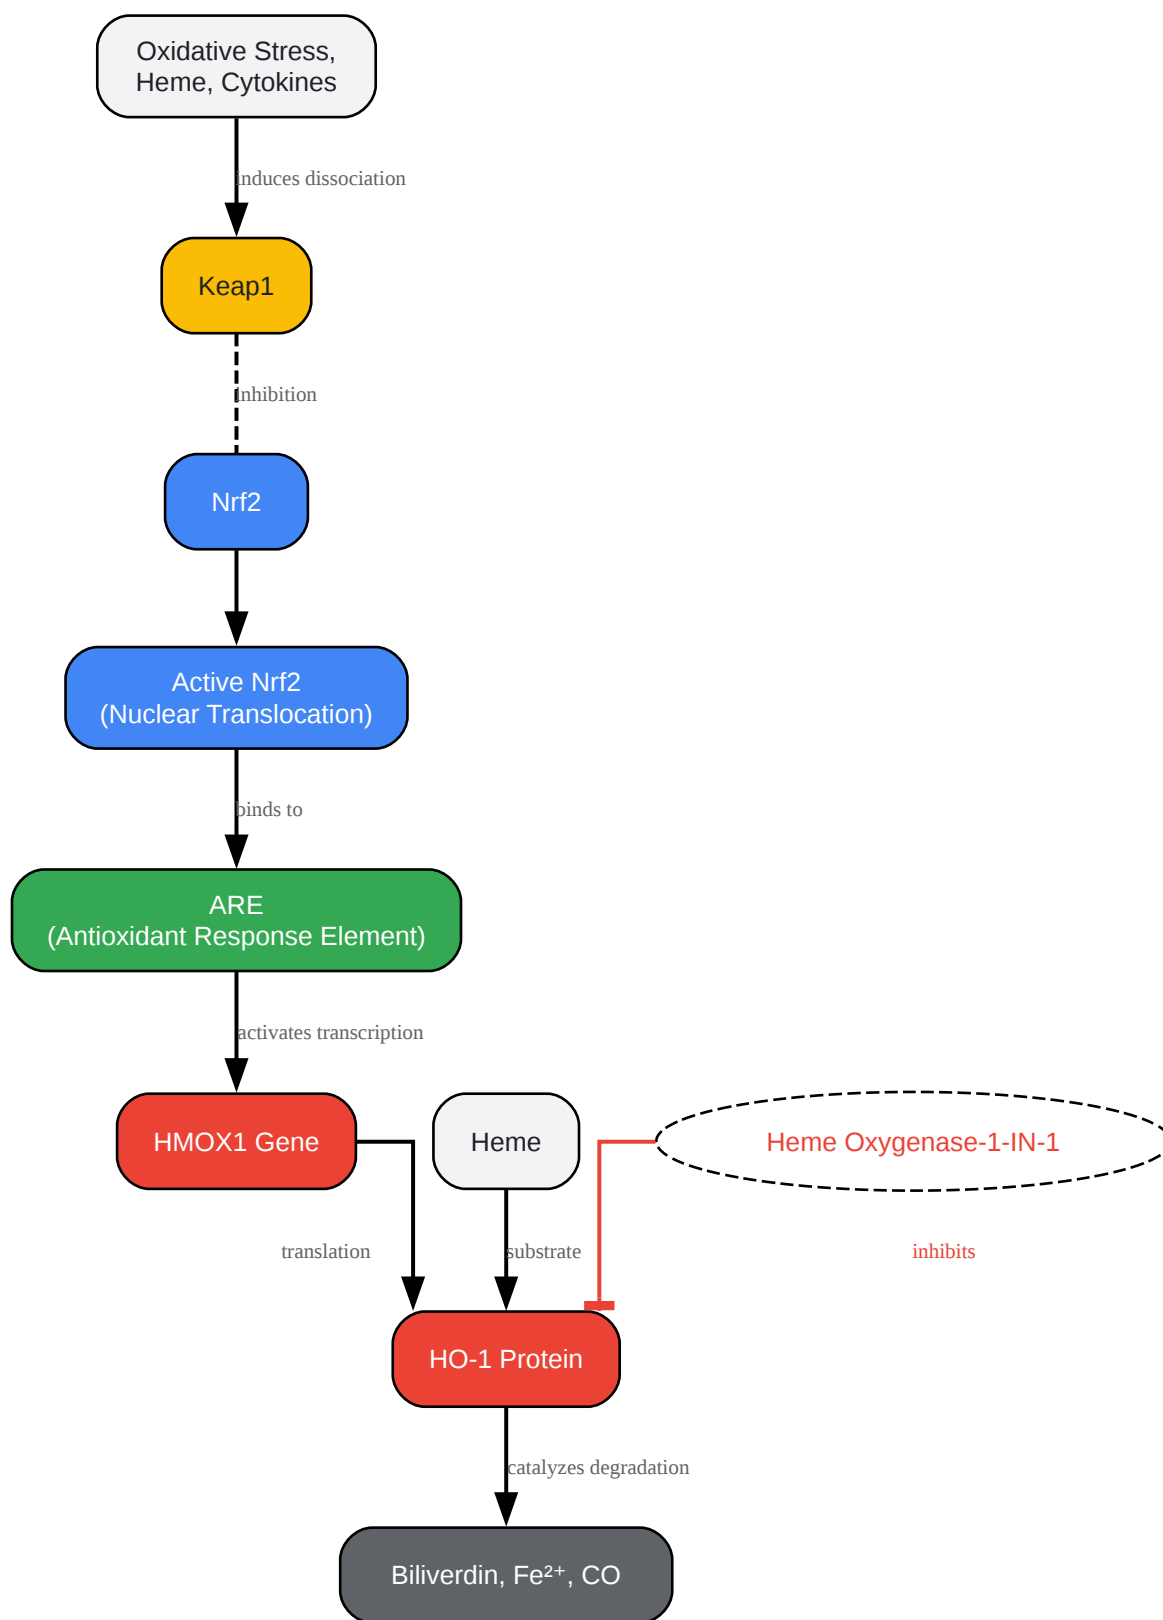 Oxidative Stress,
Heme, Cytokines
induces dissociation
Keap1
inhibition
Nrf2
Active Nrf2
(Nuclear Translocation)
binds to
ARE
(Antioxidant Response Element)
activates transcription
HMOX1 Gene
Heme
Heme Oxygenase-1-IN-1
translation
substrate
inhibits
HO-1 Protein
catalyzes degradation
Biliverdin, Fe²⁺, CO